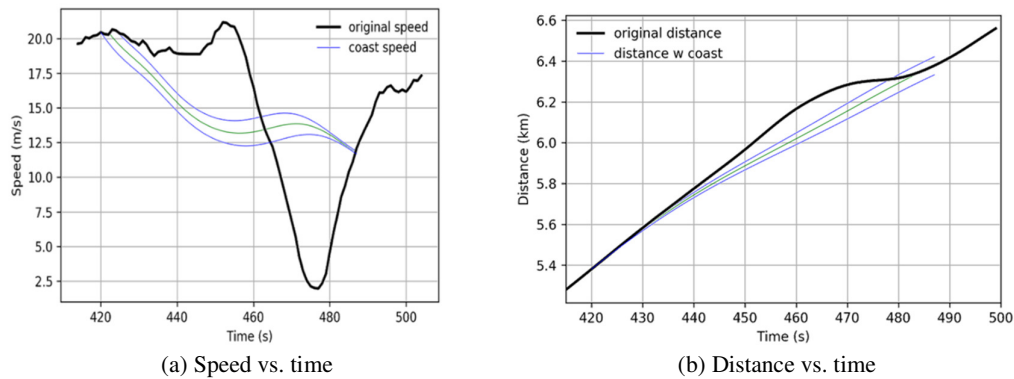 original speed
coast speed
20.0
17.5
15.0
12.5
10.0
7.5
5.0
2.5
Speed (m/s)
420 440 460 480 500
Time (s)
(a) Speed vs. time
original distance
distance w coast
6.6
6.4
6.2
6.0
5.8
5.6
5.4
Distance (km)
420 430 440 450 460 470 480 490 500
Time (s)
(b) Distance vs. time